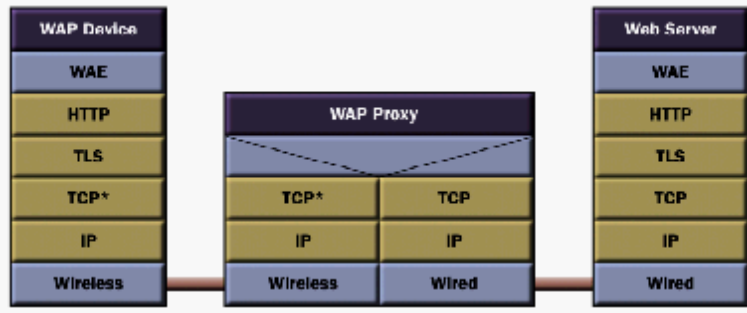 WAP Device
WAE
HTTP
TLS
TCP*
IP
Wireless
WAP Proxy
TCP* TCP
IP IP
Wireless Wired
Web Server
WAE
HTTP
TLS
TCP
IP
Wired